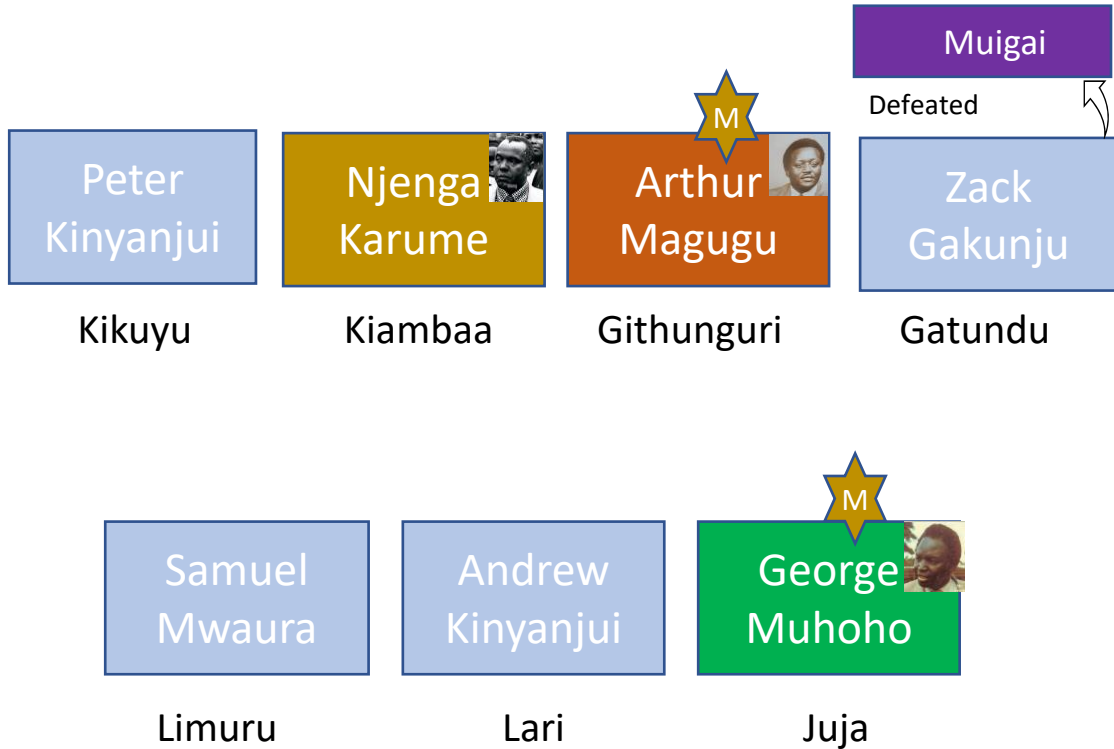 Muigai
Defeated
M
Peter
Kinyanjui
Njenga
Karume
Arthur
Magugu
Zack
Gakunju
Kikuyu
Kiambaa
Githunguri
Gatundu
M
Samuel
Mwaura
Andrew
Kinyanjui
George
Muhoho
Limuru
Lari
Juja